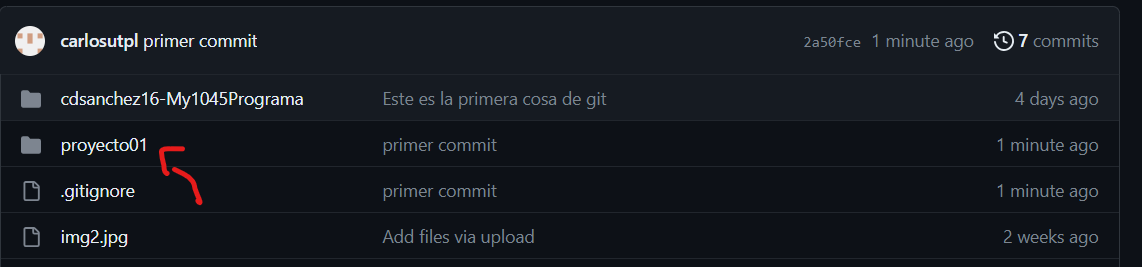 carlosutpl primer commit 2a50fce 1 minute ago 7 commits
cdsanchez16-My1045Programa Este es la primera cosa de git 4 days ago
proyecto01 primer commit 1 minute ago
.gitignore primer commit 1 minute ago
img2.jpg Add files via upload 2 weeks ago